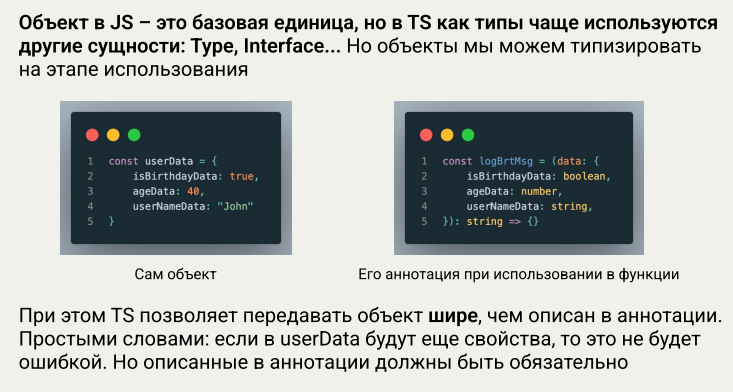 Объект в JS – это базовая единица, но в TS как типы чаще используются
другие сущности: Type, Interface... Но объекты мы можем типизировать
на этапе использования
1 const userData = {
2 isBirthdayData: true,
3 ageData: 40,
4 userNameData: "John"
5 }
Сам объект
1 const logBrtMsg = (data: {
2 isBirthdayData: boolean,
3 ageData: number,
4 userNameData: string,
5 }): string => {}
Его аннотация при использовании в функции
При этом TS позволяет передавать объект шире, чем описан в аннотации.
Простыми словами: если в userData будут еще свойства, то это не будет
ошибкой. Но описанные в аннотации должны быть обязательно